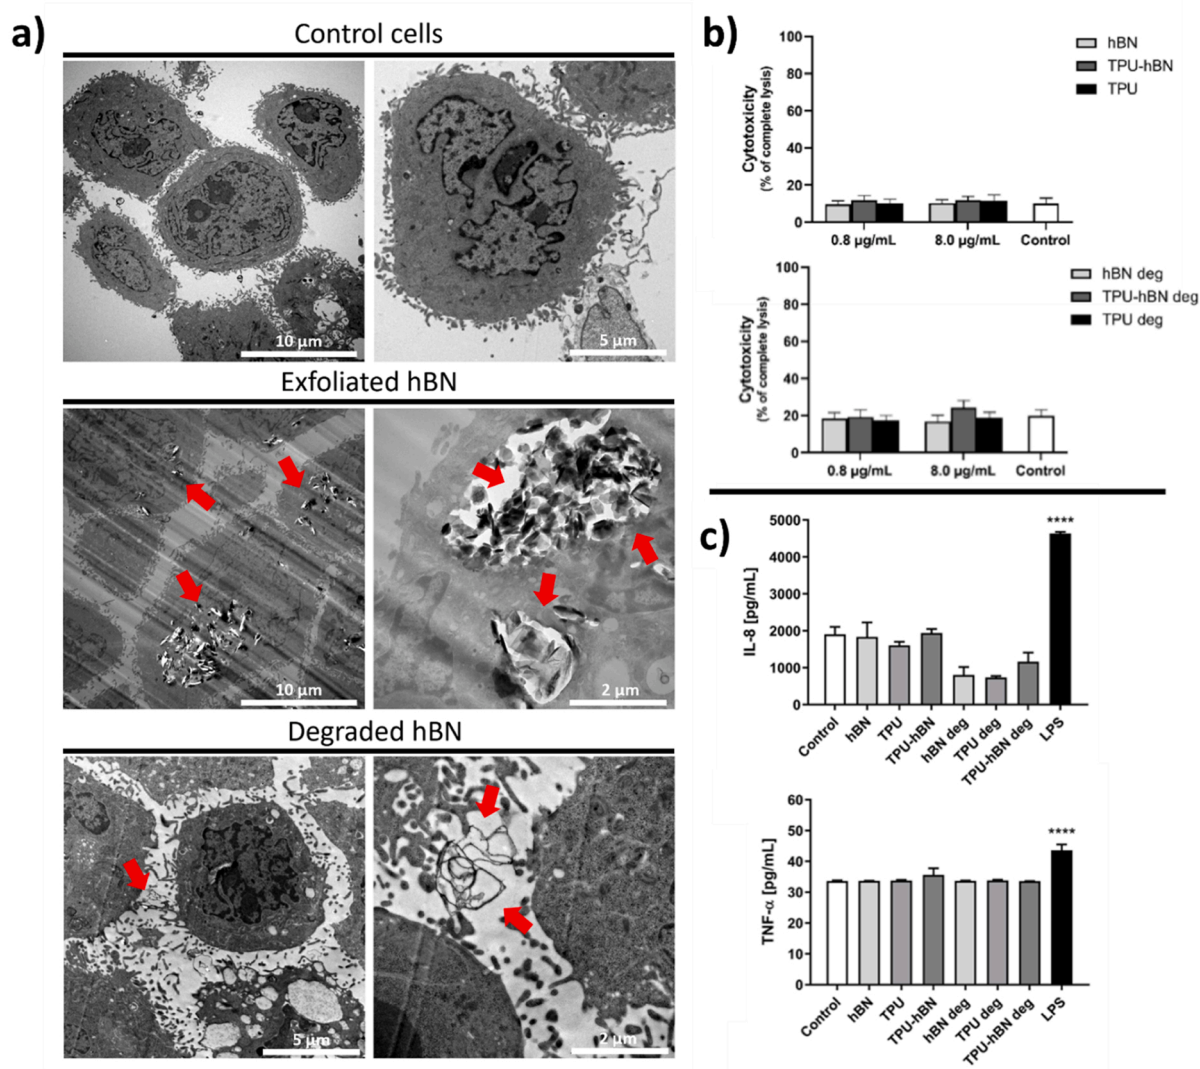 a)
Control cells
10 µm
5 µm
Exfoliated hBN
10 µm
2 µm
Degraded hBN
5 µm
2 µm
b)
Cytotoxicity
(% of complete lysis)
100
80
60
40
20
0
0.8 µg/mL
8.0 µg/mL
Control
hBN
TPU-hBN
TPU
Cytotoxicity
(% of complete lysis)
100
80
60
40
20
0
0.8 µg/mL
8.0 µg/mL
Control
hBN deg
TPU-hBN deg
TPU deg
c)
IL-8 [pg/mL]
5000
4000
3000
2000
1000
0
****
Control
hBN
TPU
TPU-hBN
hBN deg
TPU deg
TPU-hBN deg
LPS
TNF-α [pg/mL]
60
50
40
30
20
10
0
****
Control
hBN
TPU
TPU-hBN
hBN deg
TPU deg
TPU-hBN deg
LPS